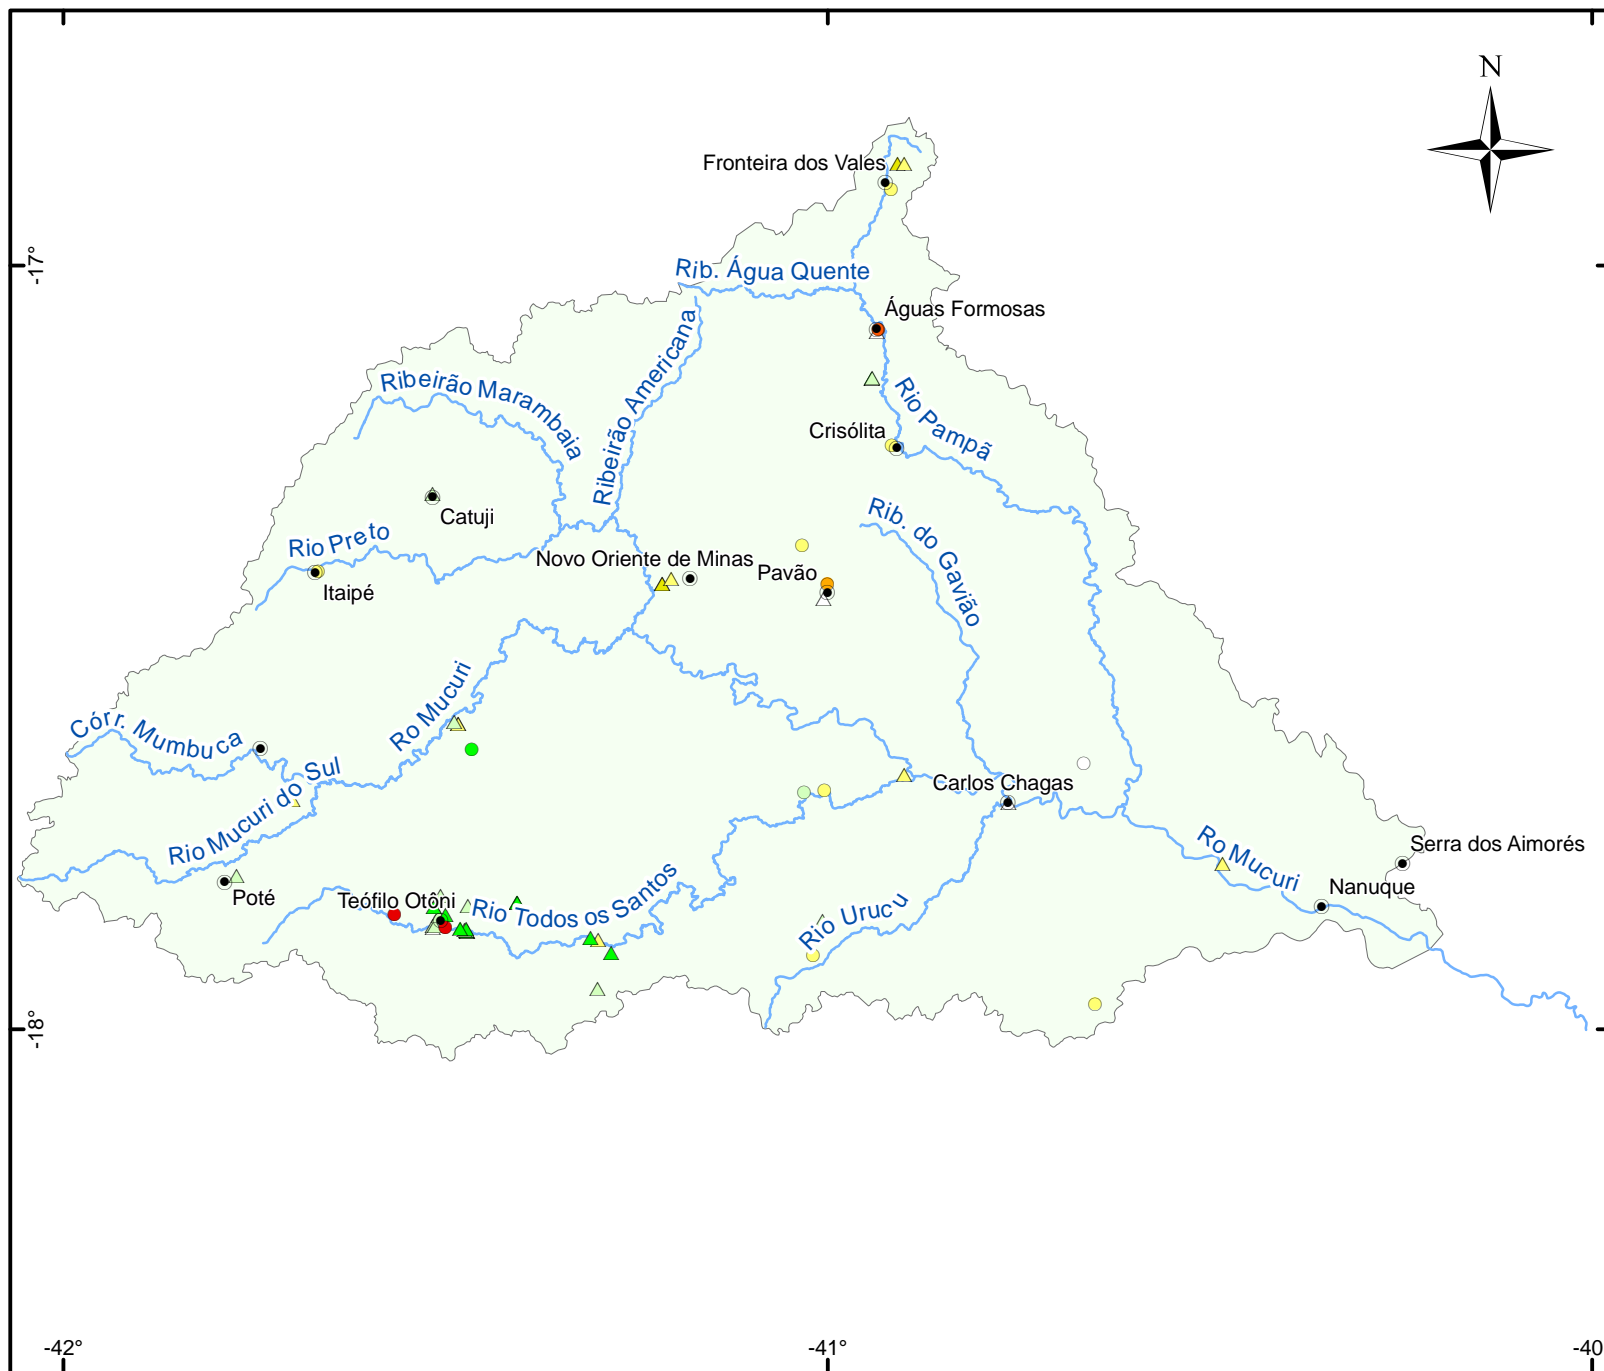 N
Fronteira dos Vales
-17°
Rib. Água Quente
Águas Formosas
Ribeirão Americana
Ribeirão Marambaia
Rio Pampã
Crisólita
Catuji
Rib. do Gavião
Rio Preto
Novo Oriente de Minas
Pavão
Itaipé
Ro Mucuri
Córr. Mumbuca
Rio Mucuri do Sul
Carlos Chagas
Ro Mucuri
Serra dos Aimorés
Nanuque
Poté
Teófilo Otôni
Rio Todos os Santos
Rio Urucu
-18°
-42°
-41°
-40